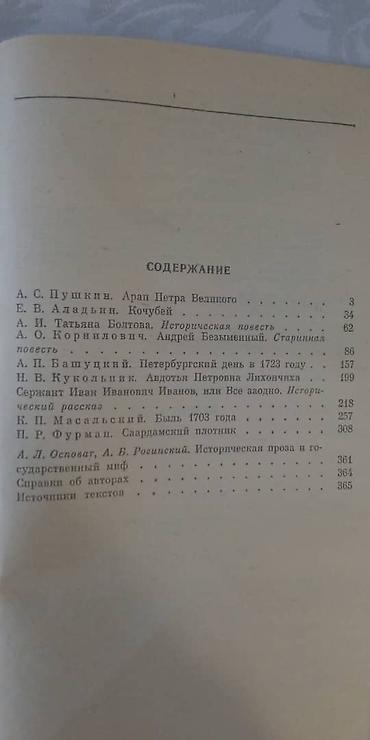 СОДЕРЖАНИЕ
А. С. Пушкин. Арап Петра Великого . . . . . . . 3
Е. В. Аладьин. Кочубей . . . . . . . . . . . 34
А. И. Татьяна Болтова. Историческая повесть . . . . 62
А. О. Корнилович. Андрей Безыменный. Старинная
повесть . . . . . . . . . . . . . . . . . 86
А. П. Башуцкий. Петербургский день в 1723 году . . 157
Н. В. Кукольник. Авдотья Петровна Лихончиха . . . 199
Сержант Иван Иванович Иванов, или Все заодно. Истори-
ческий рассказ . . . . . . . . . . . . . . 218
К. П. Масальский. Быль 1703 года . . . . . . . . 257
П. Р. Фурман. Саардамский плотник . . . . . . . 308
А. Л. Осповат, А. Б. Рогинский. Историческая проза и го-
сударственный миф . . . . . . . . . . . . . 361
Справки об авторах . . . . . . . . . . . . . 364
Источники текстов . . . . . . . . . . . . . 365